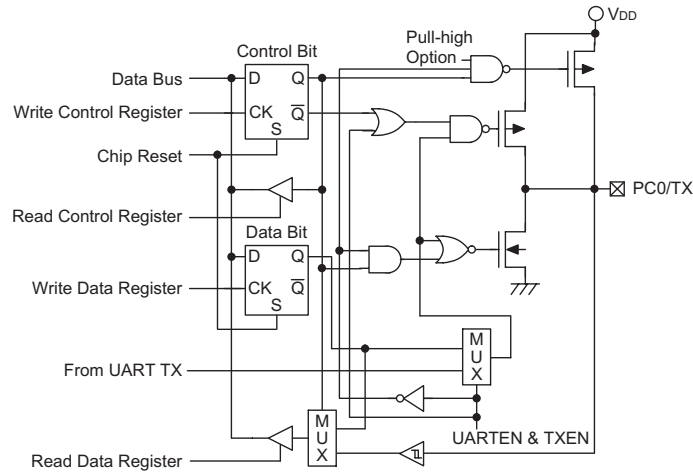 VDD
Control Bit
Pull-high
Option
Data Bus
D
Q
Write Control Register
CK
Q
S
Chip Reset
PC0/TX
Read Control Register
Data Bit
D
Q
Write Data Register
CK
Q
S
M
U
X
From UART TX
M
U
X
UARTEN & TXEN
Read Data Register